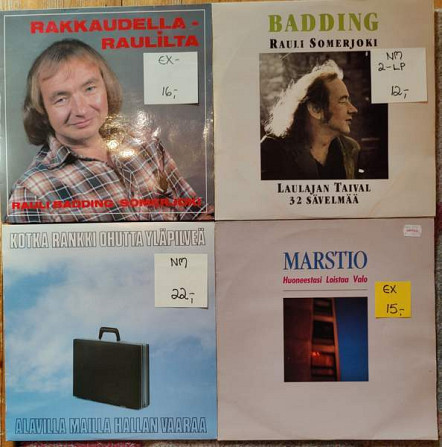 RAKKAUDELLA -
RAULILTA
EX-
16,-
RAULI BADDING SOMERJOKI
BADDING
RAULI SOMERJOKI
NM
2-LP
12,-
LAULAJAN TAIVAL
32 SÄVELMÄÄ
KOTKA RANKKI OHUTTA YLÄPILVEÄ
NM
22,-
ALAVILLA MAILLA HALLAN VAARAA
MARSTIO
Huoneestasi Loistaa Valo
EX
15,-